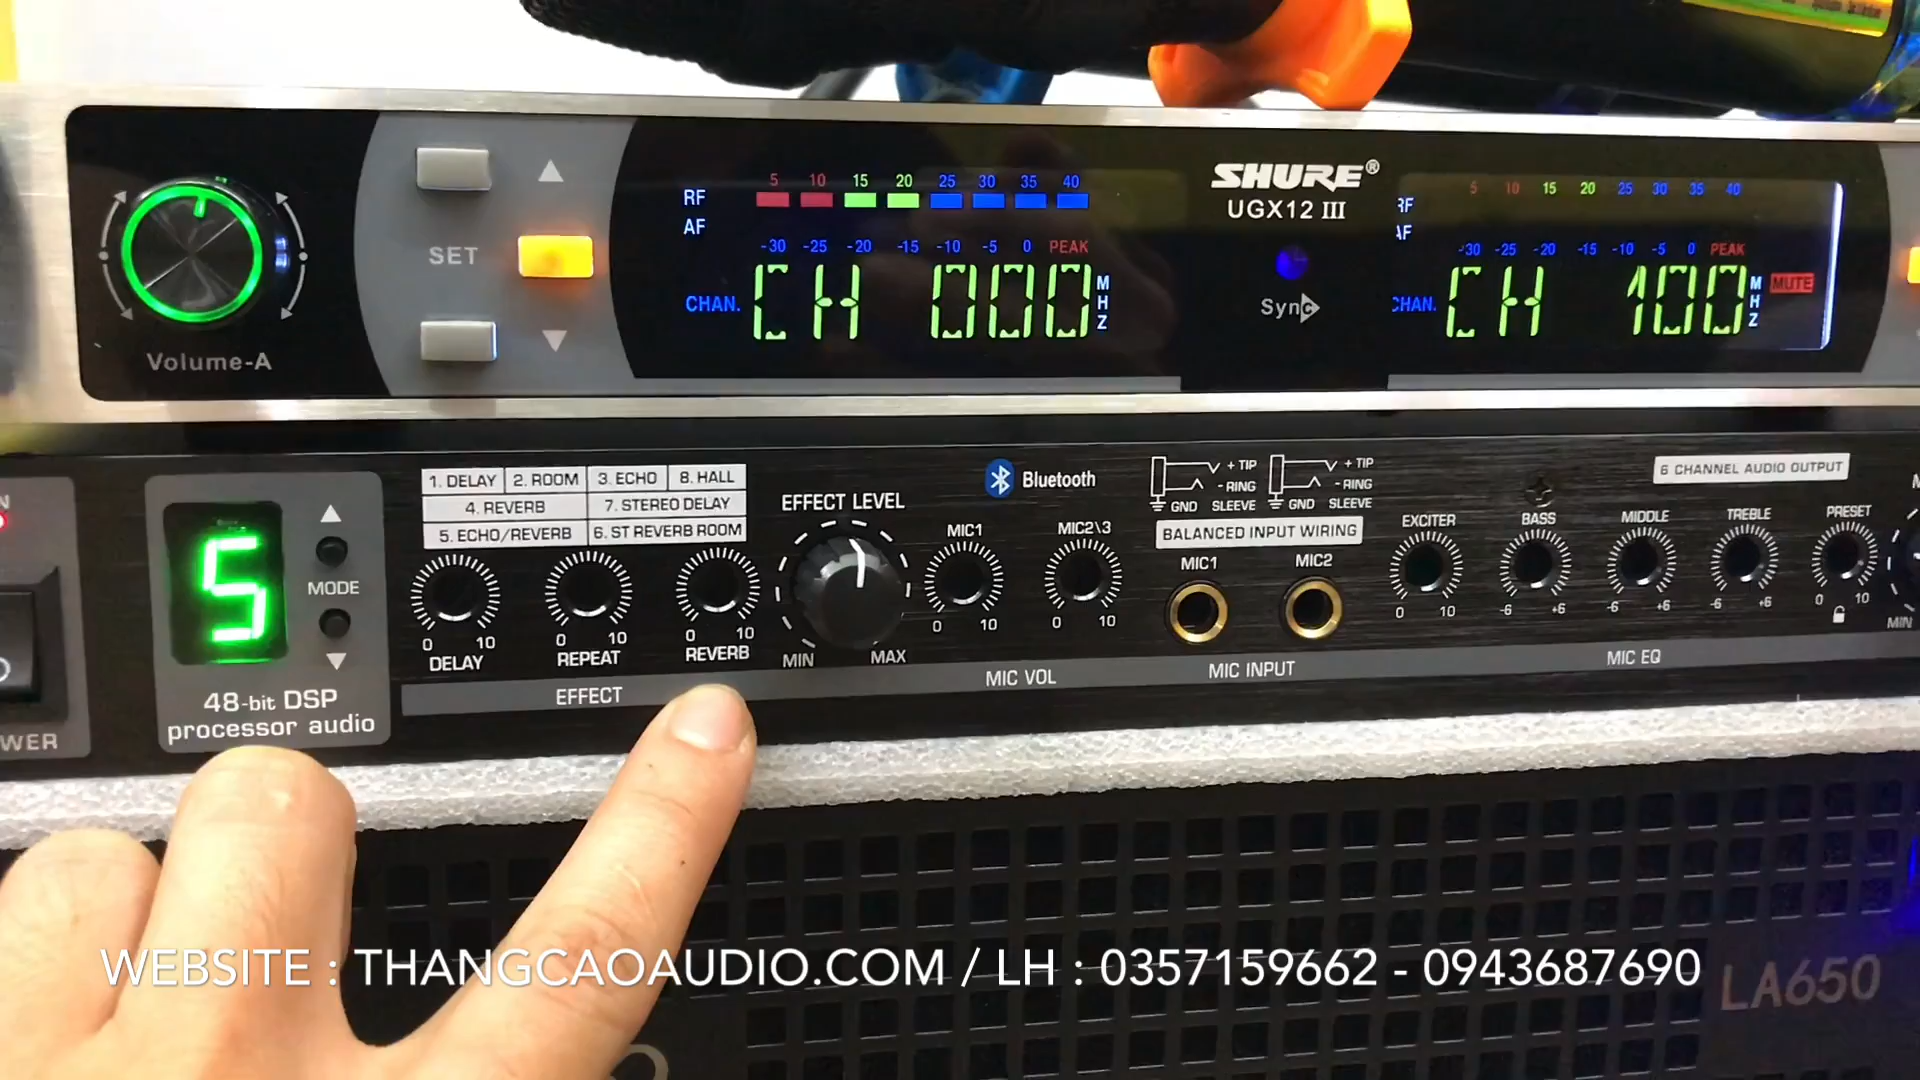 Volume-A
SET
RF
5 10 15 20 25 30 35 40
AF
-30 -25 -20 -15 -10 -5 0 PEAK
CHAN. CH 000 MHZ
SHURE®
UGX12 III
Sync
RF
5 10 15 20 25 30 35 40
AF
-30 -25 -20 -15 -10 -5 0 PEAK
CHAN. CH 100 MHZ MUTE
5
MODE
48-bit DSP
processor audio
WER
1. DELAY 2. ROOM 3. ECHO 8. HALL
4. REVERB 7. STEREO DELAY
5. ECHO/REVERB 6. ST REVERB ROOM
0 10
DELAY
0 10
REPEAT
0 10
REVERB
EFFECT
EFFECT LEVEL
MIN MAX
Bluetooth
MIC1
0 10
MIC2\3
0 10
MIC VOL
+ TIP
- RING
GND SLEEVE
+ TIP
- RING
GND SLEEVE
BALANCED INPUT WIRING
MIC1 MIC2
MIC INPUT
6 CHANNEL AUDIO OUTPUT
EXCITER
0 10
BASS
-6 +6
MIDDLE
-6 +6
TREBLE
-6 +6
PRESET
0 10
MIN
MIC EQ
WEBSITE : THANGCAOAUDIO.COM / LH : 0357159662 - 0943687690
LA650